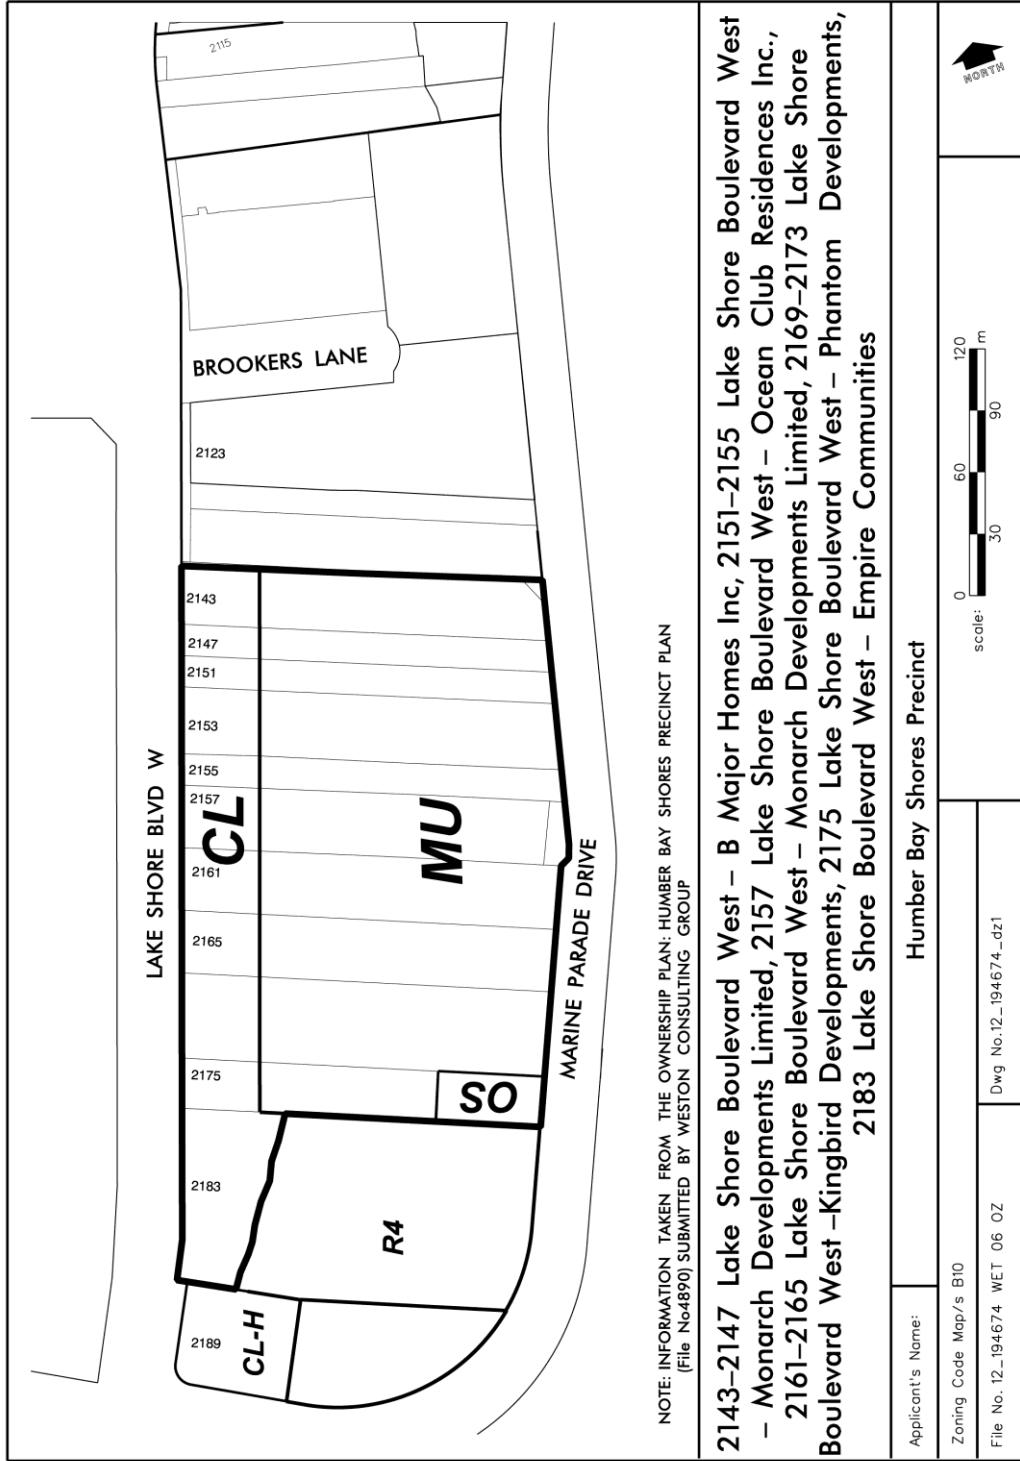 LAKE SHORE BLVD W
2189
2183
2175
2165
2161
2157
2155
2153
2151
2147
2143
2123
2115
BROOKERS LANE
CL-H
CL
R4
MU
SO
MARINE PARADE DRIVE
NOTE: INFORMATION TAKEN FROM THE OWNERSHIP PLAN: HUMBER BAY SHORES PRECINCT PLAN
(File No4890) SUBMITTED BY WESTON CONSULTING GROUP
2143–2147 Lake Shore Boulevard West – B Major Homes Inc, 2151–2155 Lake Shore Boulevard West
– Monarch Developments Limited, 2157 Lake Shore Boulevard West – Ocean Club Residences Inc.,
2161–2165 Lake Shore Boulevard West – Monarch Developments Limited, 2169–2173 Lake Shore
Boulevard West –Kingbird Developments, 2175 Lake Shore Boulevard West – Phantom Developments,
2183 Lake Shore Boulevard West – Empire Communities
Applicant's Name:
Humber Bay Shores Precinct
Zoning Code Map/s B10
File No. 12_194674 WET 06 OZ
Dwg No.12_194674_dz1
scale:
0 60 120
30 90 m
NORTH